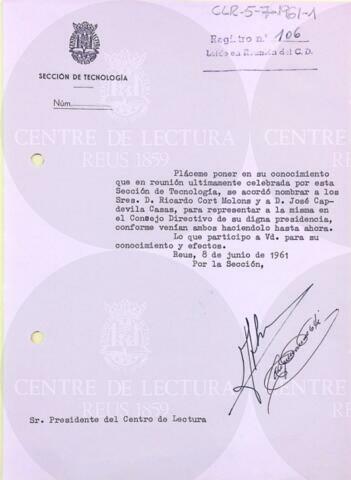 CLR-5-7-1961-1
Registro n.º 106
Leído en Reunión del C.D.
SECCIÓN DE TECNOLOGÍA
Núm.
CENTRE DE LECTURA
REUS 1859
Pláceme poner en su conocimiento
que en reunión ultimamente celebrada por esta
Sección de Tecnología, se acordó nombrar a los
Sres. D. Ricardo Cort Molons y a D. José Cap-
devila Casas, para representar a la misma en
el Consejo Directivo de su digna presidencia,
conforme venían ambos haciendolo hasta ahora.
Lo que participo a Vd. para su
conocimiento y efectos.
Reus, 8 de junio de 1961
Por la Sección,
CENTRE DE LECTURA
REUS 1859
Sr. Presidente del Centro de Lectura